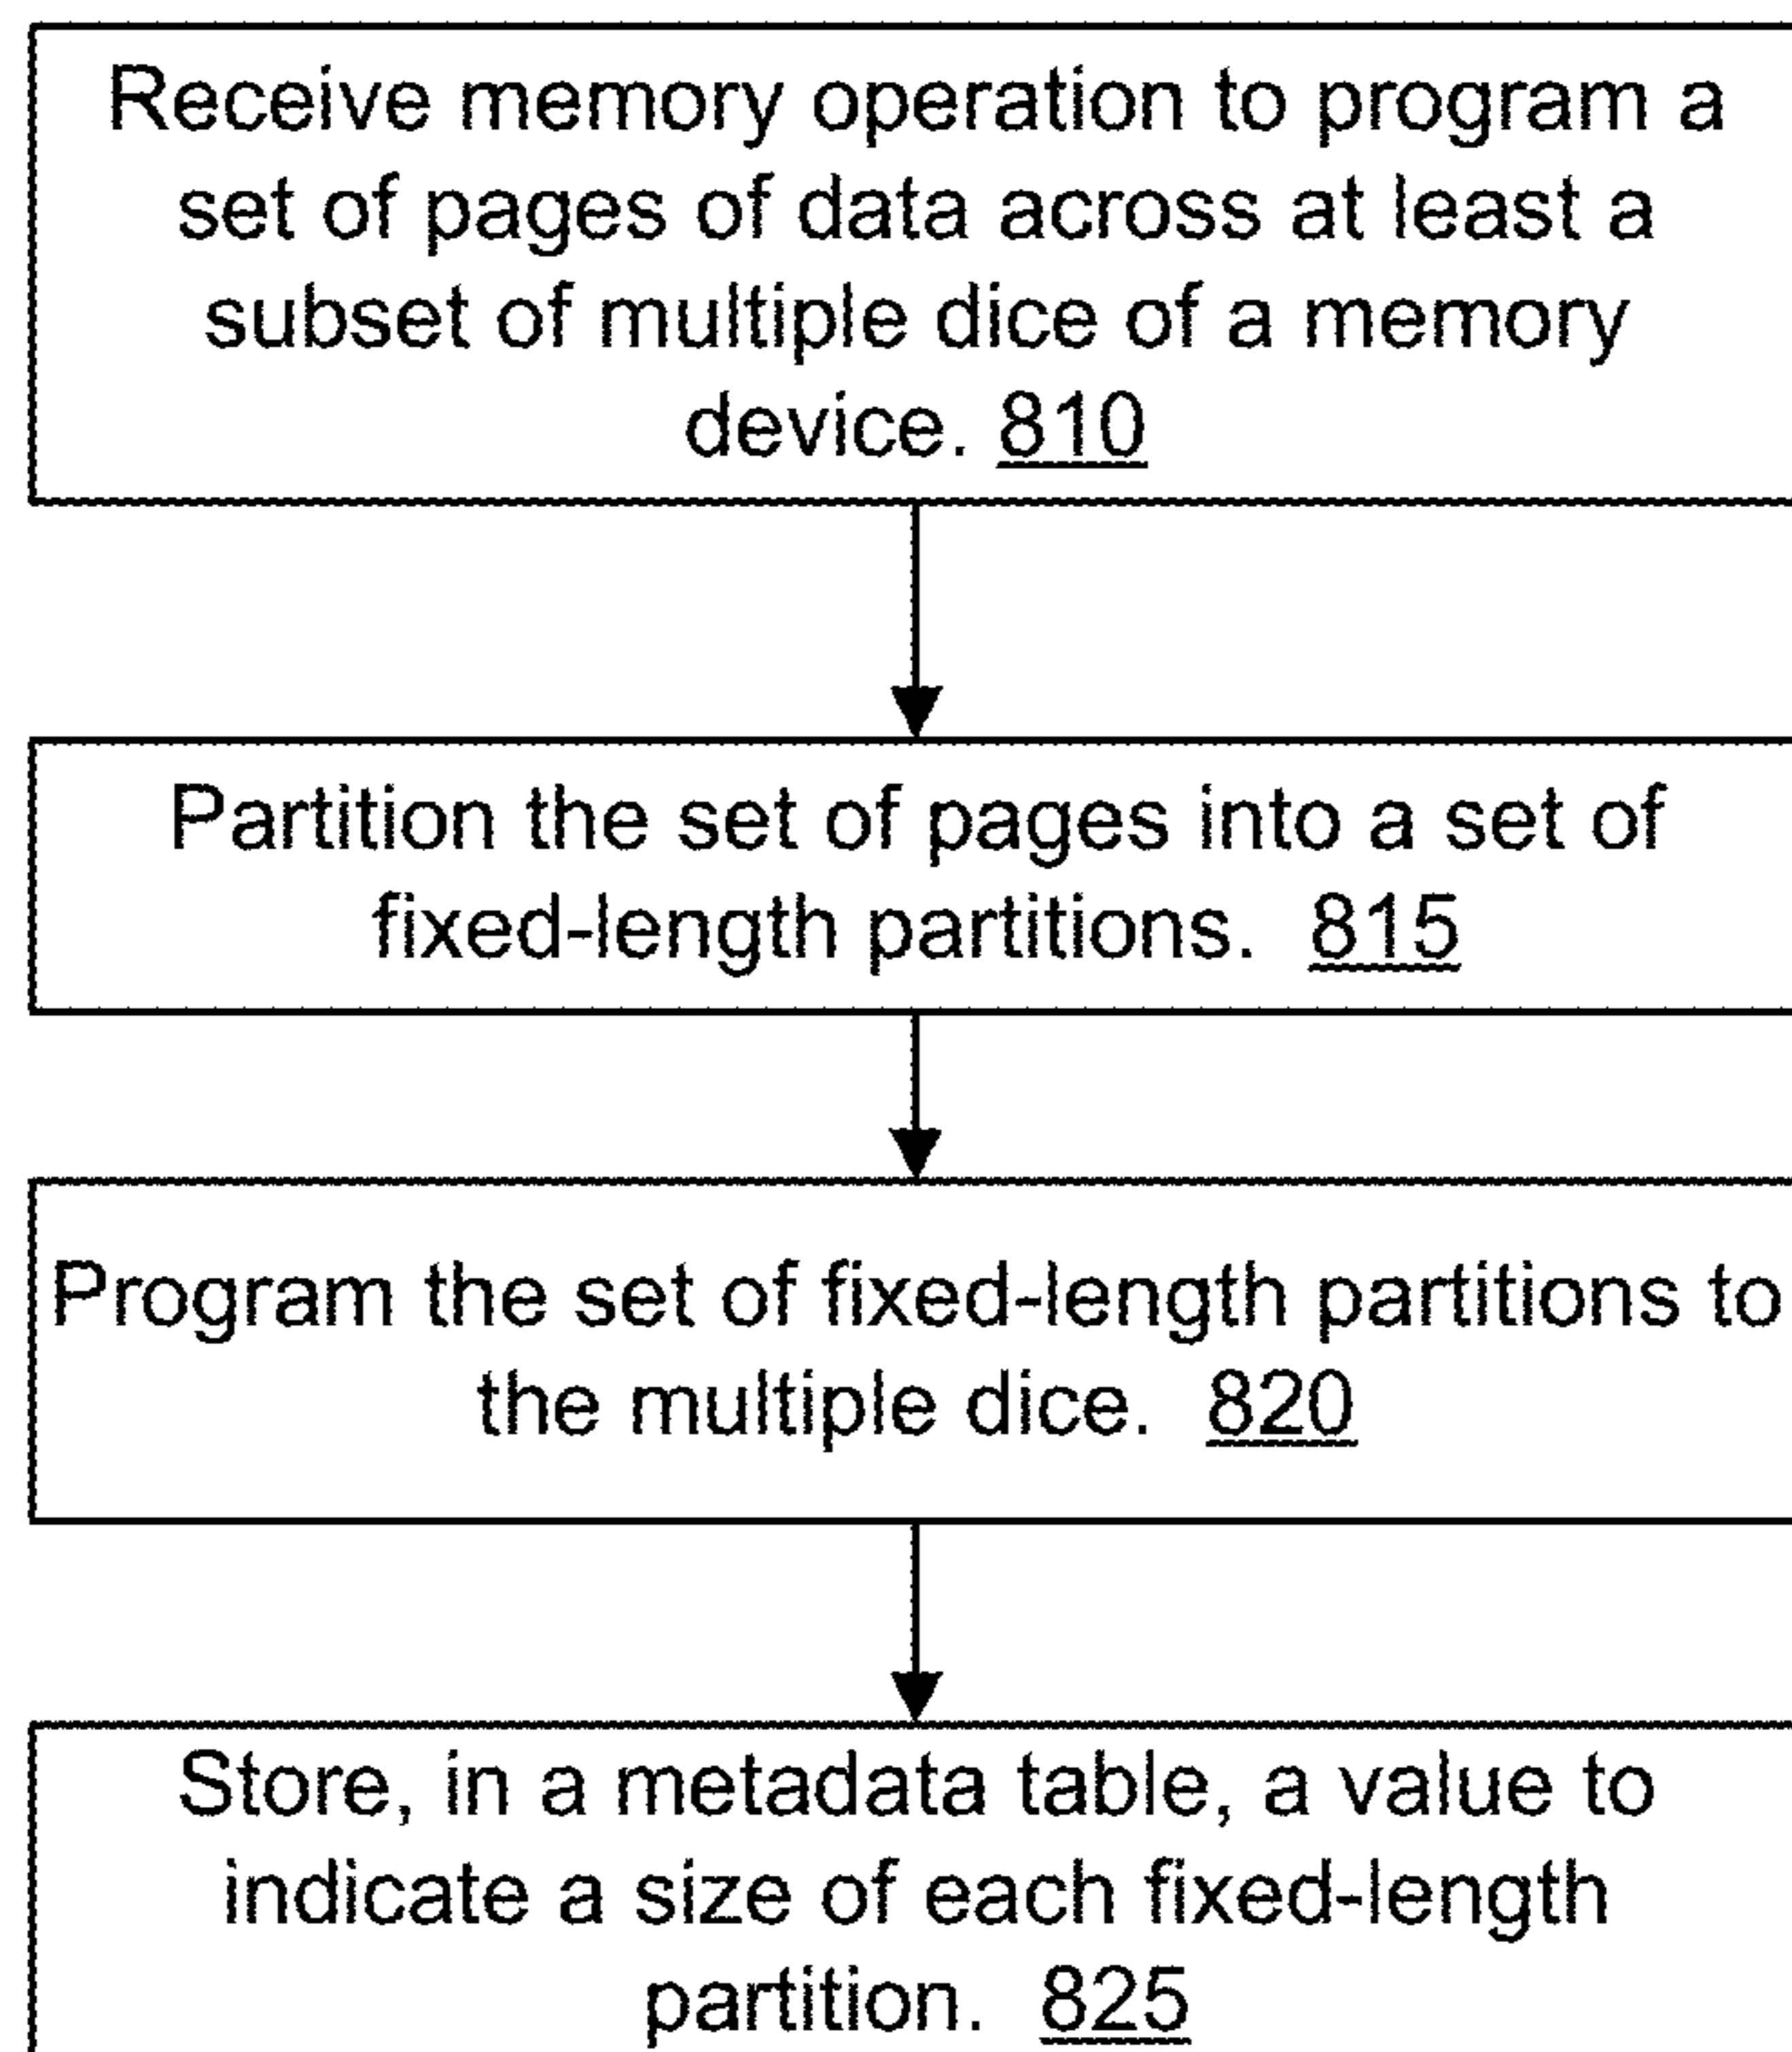 Receive memory operation to program a
set of pages of data across at least a
subset of multiple dice of a memory
device. 810
Partition the set of pages into a set of
fixed-length partitions. 815
Program the set of fixed-length partitions to
the multiple dice. 820
Store, in a metadata table, a value to
indicate a size of each fixed-length
partition. 825